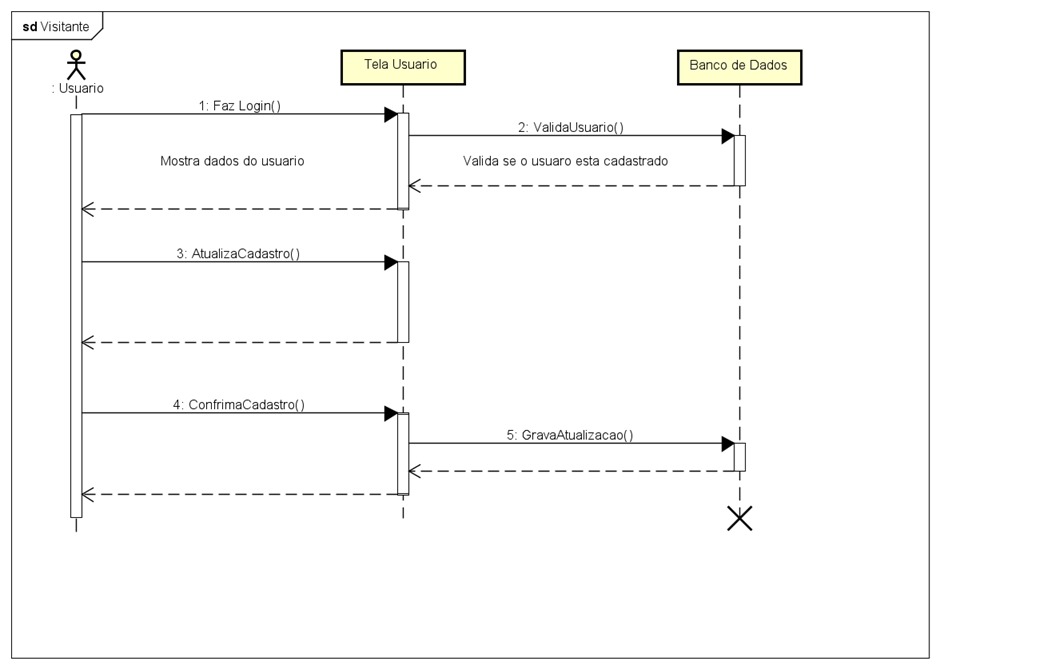 sd Visitante
: Usuario
Tela Usuario
Banco de Dados
1: Faz Login()
2: ValidaUsuario()
Mostra dados do usuario
Valida se o usuaro esta cadastrado
3: AtualizaCadastro()
4: ConfrimaCadastro()
5: GravaAtualizacao()